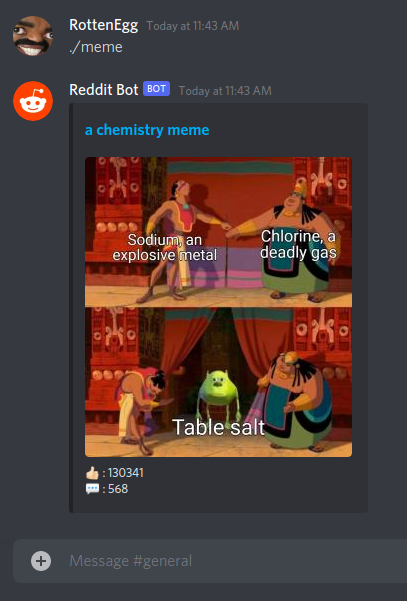 RottenEgg Today at 11:43 AM
./meme
Reddit Bot BOT Today at 11:43 AM
a chemistry meme
Sodium, an
explosive metal
Chlorine, a
deadly gas
Table salt
👍🏻 : 130341
💬 : 568
Message #general